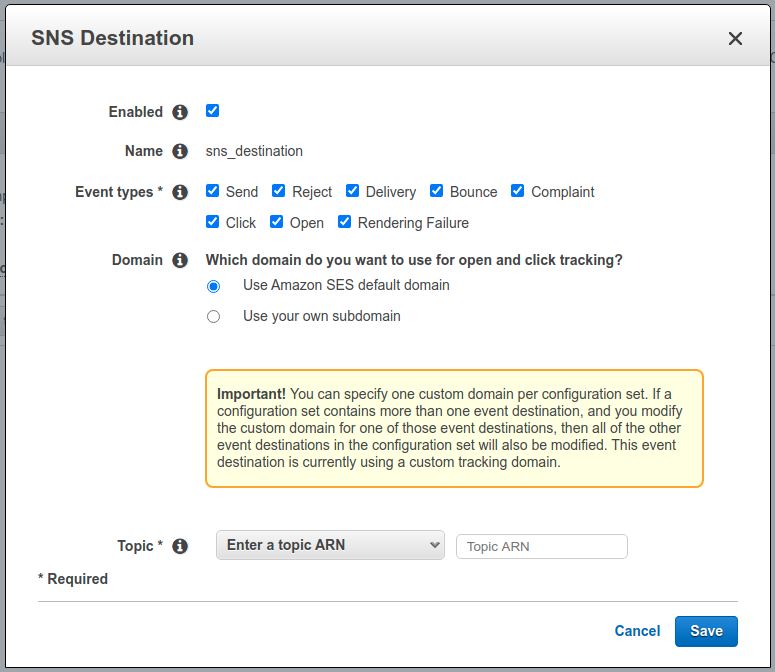 SNS Destination
Enabled
Name sns_destination
Event types * Send Reject Delivery Bounce Complaint
Click Open Rendering Failure
Domain Which domain do you want to use for open and click tracking?
Use Amazon SES default domain
Use your own subdomain
Important! You can specify one custom domain per configuration set. If a
configuration set contains more than one event destination, and you modify
the custom domain for one of those event destinations, then all of the other
event destinations in the configuration set will also be modified. This event
destination is currently using a custom tracking domain.
Topic * Enter a topic ARN Topic ARN
* Required
Cancel Save